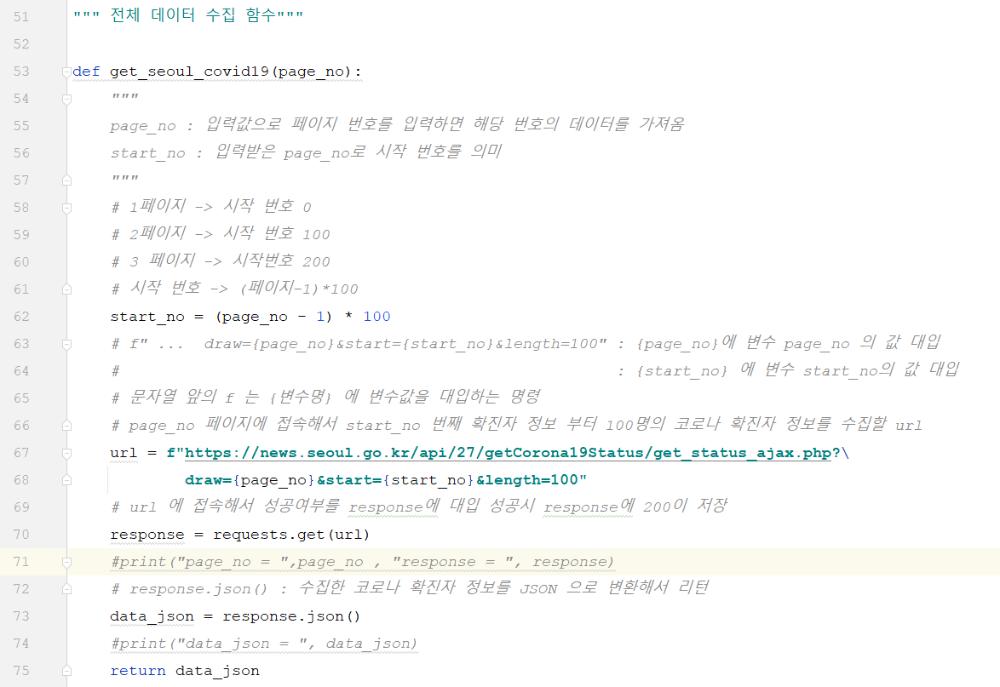 51 """ 전체 데이터 수집 함수"""
52
53 def get_seoul_covid19(page_no):
54 """
55 page_no : 입력값으로 페이지 번호를 입력하면 해당 번호의 데이터를 가져옴
56 start_no : 입력받은 page_no로 시작 번호를 의미
57 """
58 # 1페이지 -> 시작 번호 0
59 # 2페이지 -> 시작 번호 100
60 # 3 페이지 -> 시작번호 200
61 # 시작 번호 -> (페이지-1)*100
62 start_no = (page_no - 1) * 100
63 # f" ... draw={page_no}&start={start_no}&length=100" : {page_no}에 변수 page_no 의 값 대입
64 # : {start_no} 에 변수 start_no의 값 대입
65 # 문자열 앞의 f 는 {변수명} 에 변수값을 대입하는 명령
66 # page_no 페이지에 접속해서 start_no 번째 확진자 정보 부터 100명의 코로나 확진자 정보를 수집할 url
67 url = f"https://news.seoul.go.kr/api/27/getCorona19Status/get_status_ajax.php?\
68 draw={page_no}&start={start_no}&length=100"
69 # url 에 접속해서 성공여부를 response에 대입 성공시 response에 200이 저장
70 response = requests.get(url)
71 #print("page_no = ",page_no , "response = ", response)
72 # response.json() : 수집한 코로나 확진자 정보를 JSON 으로 변환해서 리턴
73 data_json = response.json()
74 #print("data_json = ", data_json)
75 return data_json